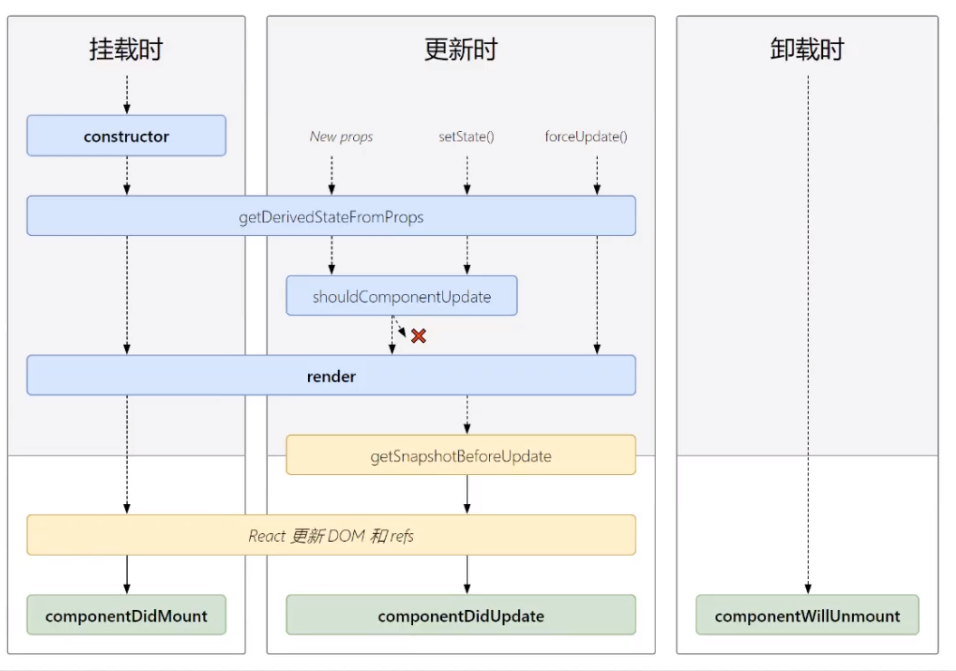 挂载时
更新时
卸载时
constructor
New props
setState()
forceUpdate()
getDerivedStateFromProps
shouldComponentUpdate
render
getSnapshotBeforeUpdate
React 更新 DOM 和 refs
componentDidMount
componentDidUpdate
componentWillUnmount